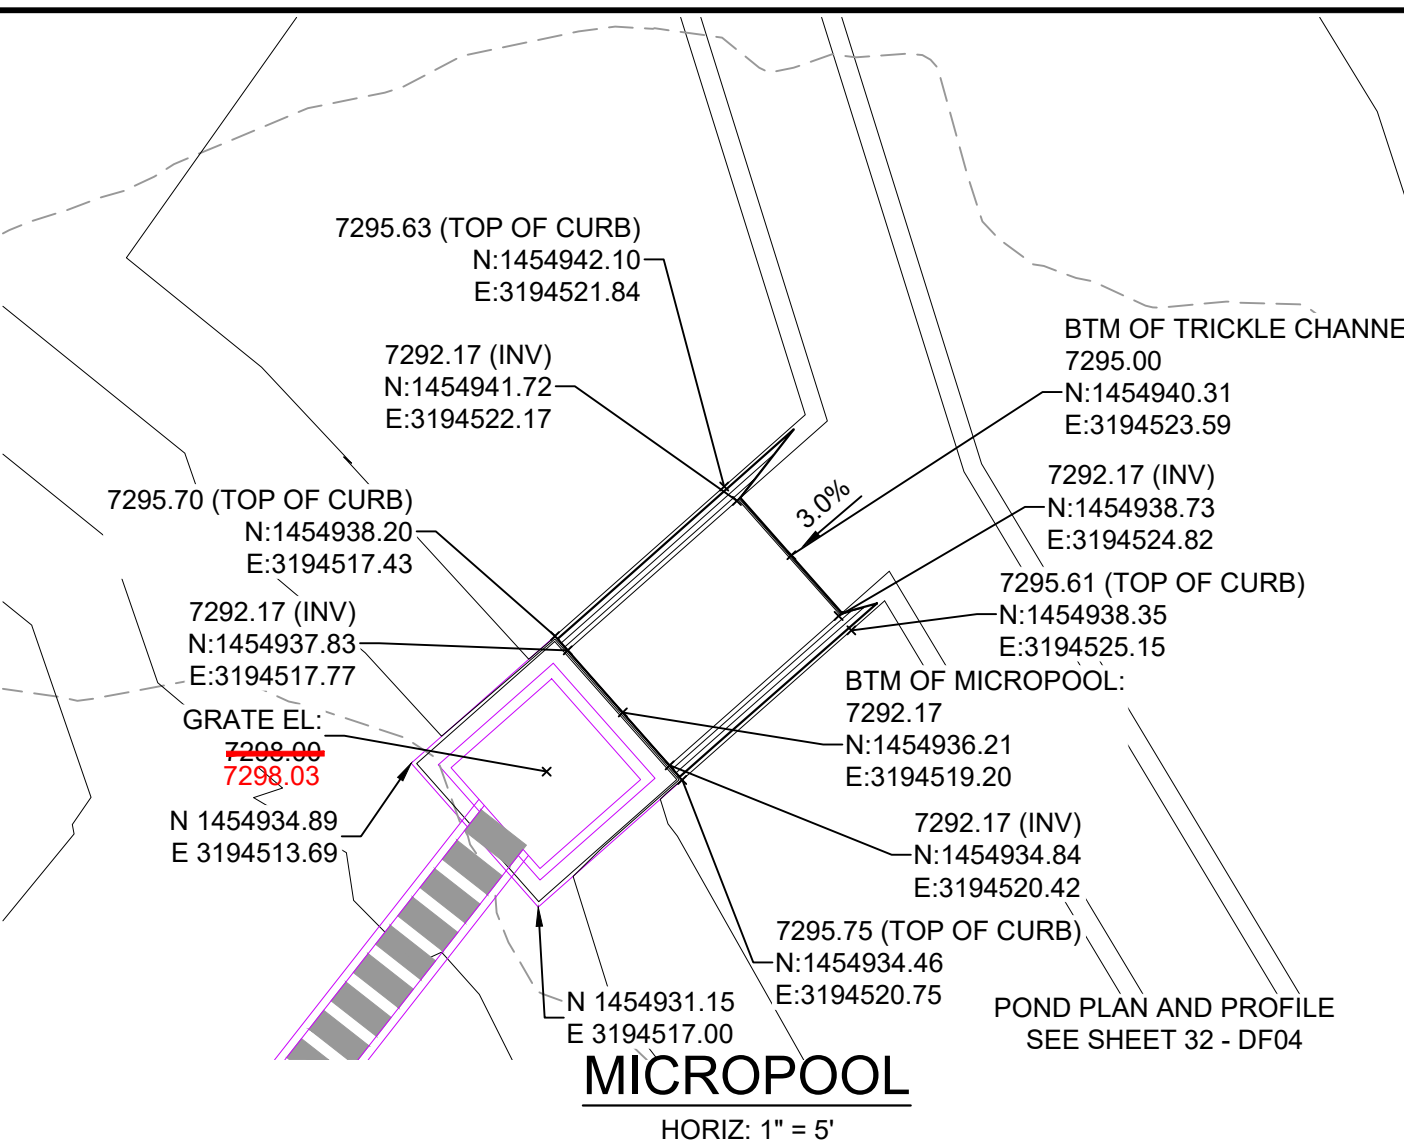 7295.63 (TOP OF CURB)
N:1454942.10
E:3194521.84
7292.17 (INV)
N:1454941.72
E:3194522.17
BTM OF TRICKLE CHANNE
7295.00
N:1454940.31
E:3194523.59
7292.17 (INV)
N:1454938.73
E:3194524.82
3.0%
7295.70 (TOP OF CURB)
N:1454938.20
E:3194517.43
7295.61 (TOP OF CURB)
N:1454938.35
E:3194525.15
7292.17 (INV)
N:1454937.83
E:3194517.77
BTM OF MICROPOOL:
7292.17
N:1454936.21
E:3194519.20
GRATE EL:
7298.00
7298.03
N 1454934.89
E 3194513.69
7292.17 (INV)
N:1454934.84
E:3194520.42
7295.75 (TOP OF CURB)
N:1454934.46
E:3194520.75
N 1454931.15
E 3194517.00
POND PLAN AND PROFILE
SEE SHEET 32 - DF04
MICROPOOL
HORIZ: 1" = 5'